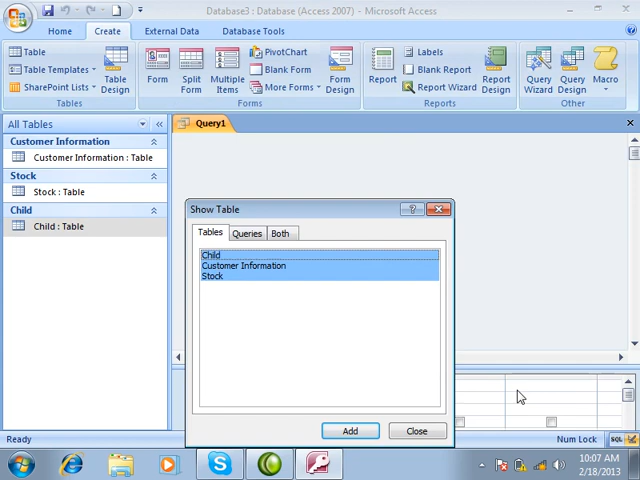 Database3 : Database (Access 2007) - Microsoft Access
Home
Create
External Data
Database Tools
Table
Table Templates
SharePoint Lists
Table Design
Tables
Form
Split Form
Multiple Items
PivotChart
Blank Form
More Forms
Form Design
Forms
Report
Labels
Blank Report
Report Wizard
Report Design
Reports
Query Wizard
Query Design
Macro
Other
All Tables
Query1
Customer Information
Customer Information : Table
Stock
Stock : Table
Child
Child : Table
Show Table
Tables
Queries
Both
Child
Customer Information
Stock
Add
Close
Ready
Num Lock
SQL
10:07 AM
2/18/2013